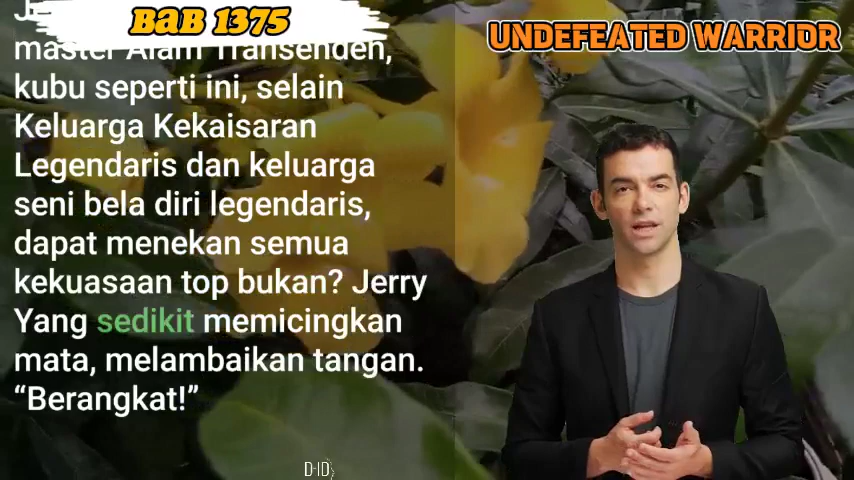 BAB 1375
UNDEFEATED WARRIOR
master Alam Transenden,
kubu seperti ini, selain
Keluarga Kekaisaran
Legendaris dan keluarga
seni bela diri legendaris,
dapat menekan semua
kekuasaan top bukan? Jerry
Yang sedikit memicingkan
mata, melambaikan tangan.
“Berangkat!”
D-ID